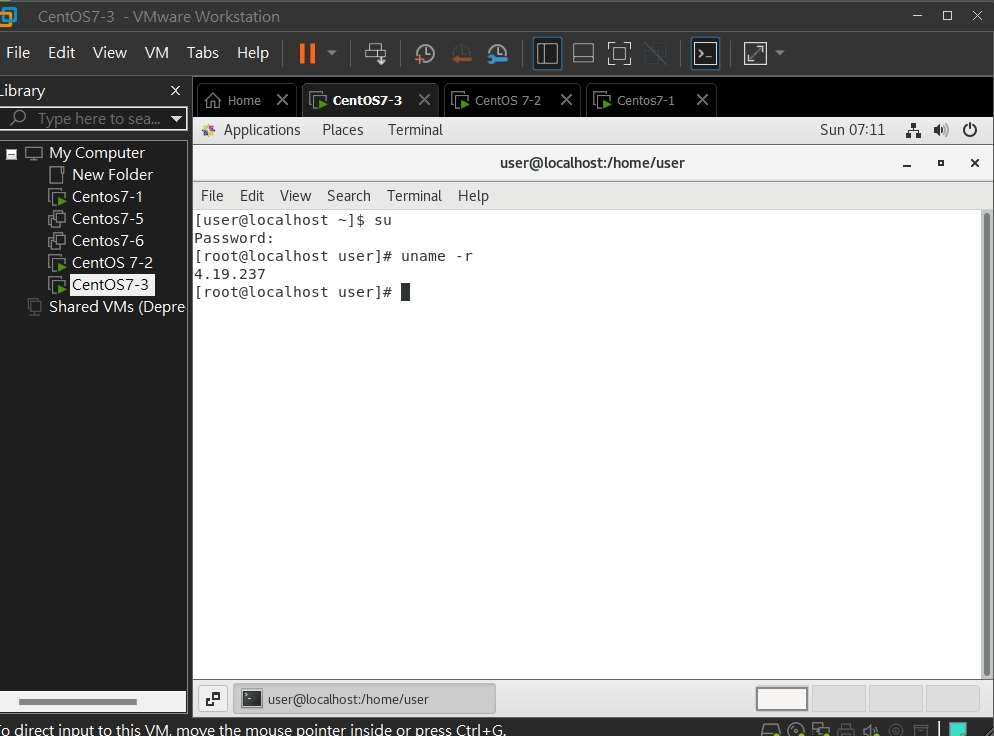 CentOS7-3 - VMware Workstation
File Edit View VM Tabs Help
Library
Type here to sea...
My Computer
New Folder
Centos7-1
Centos7-5
Centos7-6
CentOS 7-2
CentOS7-3
Shared VMs (Depre
Home CentOS7-3 CentOS 7-2 Centos7-1
Applications Places Terminal Sun 07:11
user@localhost:/home/user
File Edit View Search Terminal Help
[user@localhost ~]$ su
Password:
[root@localhost user]# uname -r
4.19.237
[root@localhost user]#
user@localhost:/home/user
To direct input to this VM, move the mouse pointer inside or press Ctrl+G.